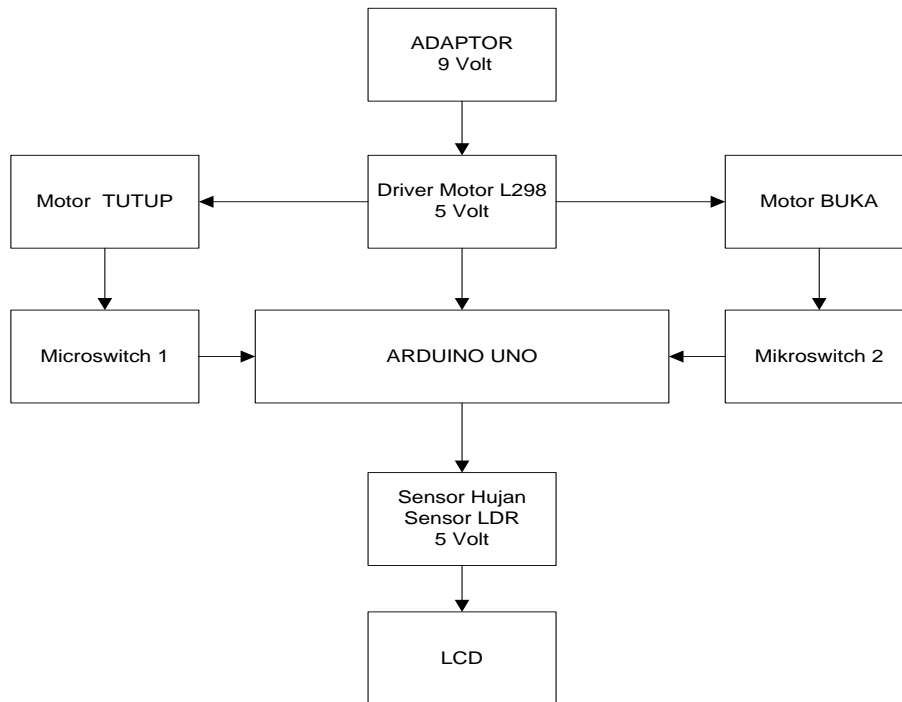 ADAPTOR
9 Volt
Motor TUTUP
Driver Motor L298
5 Volt
Motor BUKA
Microswitch 1
ARDUINO UNO
Mikroswitch 2
Sensor Hujan
Sensor LDR
5 Volt
LCD